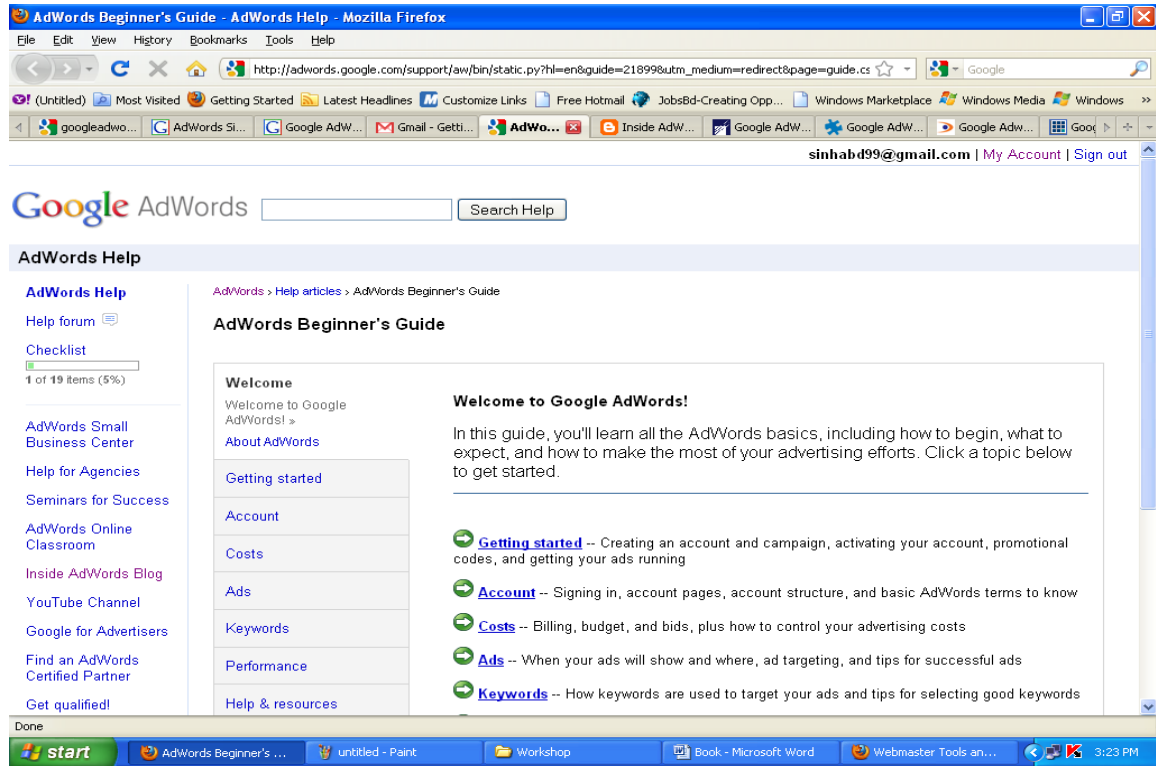 AdWords Beginner's Guide - AdWords Help - Mozilla Firefox
File Edit View History Bookmarks Tools Help
http://adwords.google.com/support/aw/bin/static.py?hl=en&guide=21899&utm_medium=redirect&page=guide.cs Google
(Untitled) Most Visited Getting Started Latest Headlines Customize Links Free Hotmail JobsBd-Creating Opp... Windows Marketplace Windows Media Windows »
googleadwo... AdWords Si... Google AdW... Gmail - Getti... AdWo... Inside AdW... Google AdW... Google AdW... Google Adw... Goog
sinhabd99@gmail.com | My Account | Sign out
Google AdWords Search Help
AdWords Help
AdWords Help
Help forum
Checklist
1 of 19 items (5%)
AdWords Small
Business Center
Help for Agencies
Seminars for Success
AdWords Online
Classroom
Inside AdWords Blog
YouTube Channel
Google for Advertisers
Find an AdWords
Certified Partner
Get qualified!
AdWords › Help articles › AdWords Beginner's Guide
AdWords Beginner's Guide
Welcome
Welcome to Google
AdWords! »
About AdWords
Getting started
Account
Costs
Ads
Keywords
Performance
Help & resources
Welcome to Google AdWords!
In this guide, you'll learn all the AdWords basics, including how to begin, what to
expect, and how to make the most of your advertising efforts. Click a topic below
to get started.
Getting started -- Creating an account and campaign, activating your account, promotional
codes, and getting your ads running
Account -- Signing in, account pages, account structure, and basic AdWords terms to know
Costs -- Billing, budget, and bids, plus how to control your advertising costs
Ads -- When your ads will show and where, ad targeting, and tips for successful ads
Keywords -- How keywords are used to target your ads and tips for selecting good keywords
Done
start AdWords Beginner's ... untitled - Paint Workshop Book - Microsoft Word Webmaster Tools an... 3:23 PM